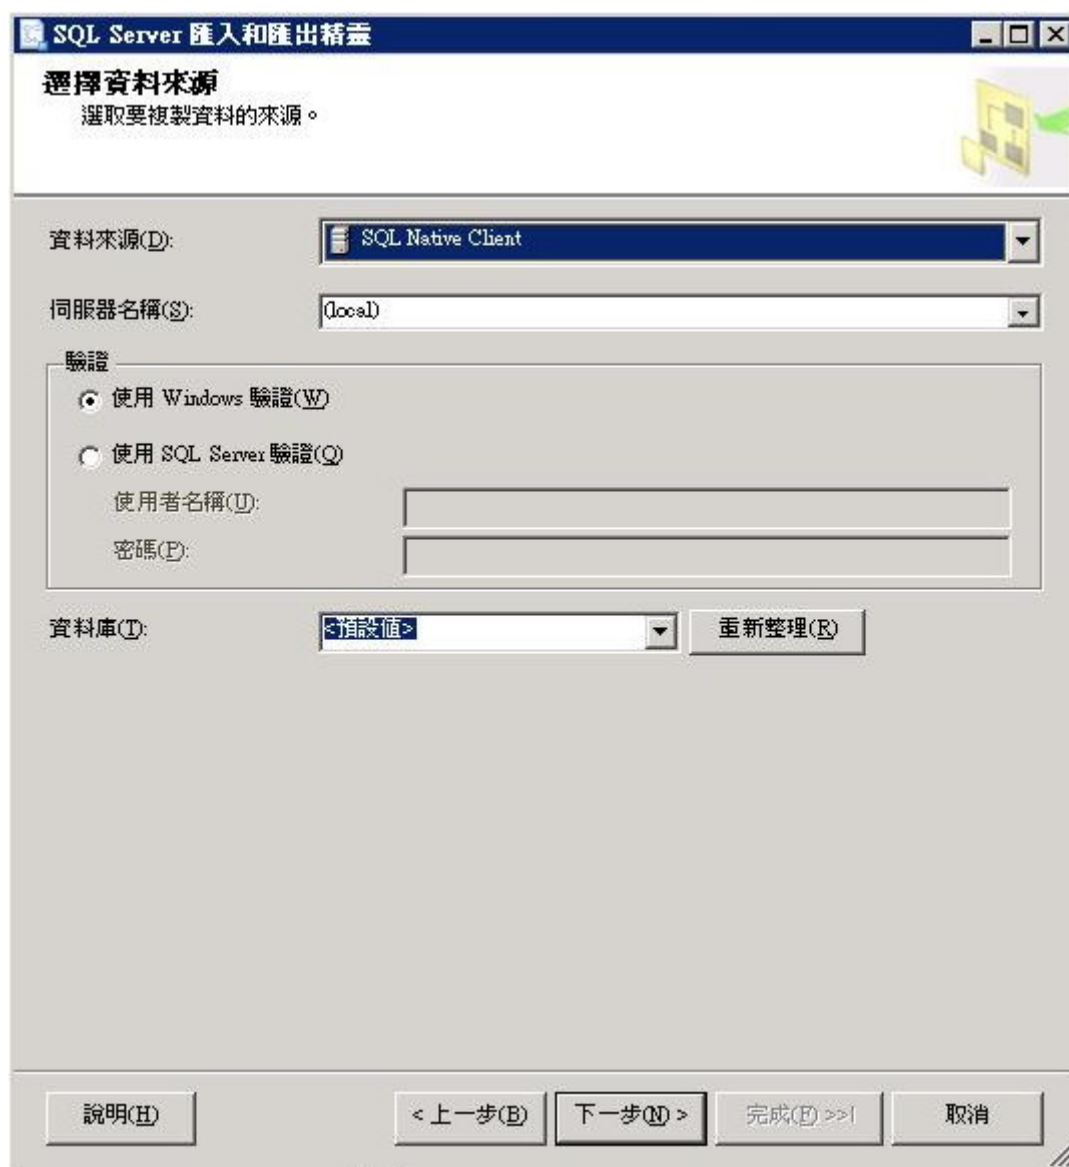 SQL Server 匯入和匯出精靈
選擇資料來源
選取要複製資料的來源。
資料來源(D):
SQL Native Client
伺服器名稱(S):
(local)
驗證
使用 Windows 驗證(W)
使用 SQL Server 驗證(Q)
使用者名稱(U):
密碼(P):
資料庫(T):
<預設值>
重新整理(R)
說明(H)
< 上一步(B)
下一步(N) >
完成(F) >>|
取消